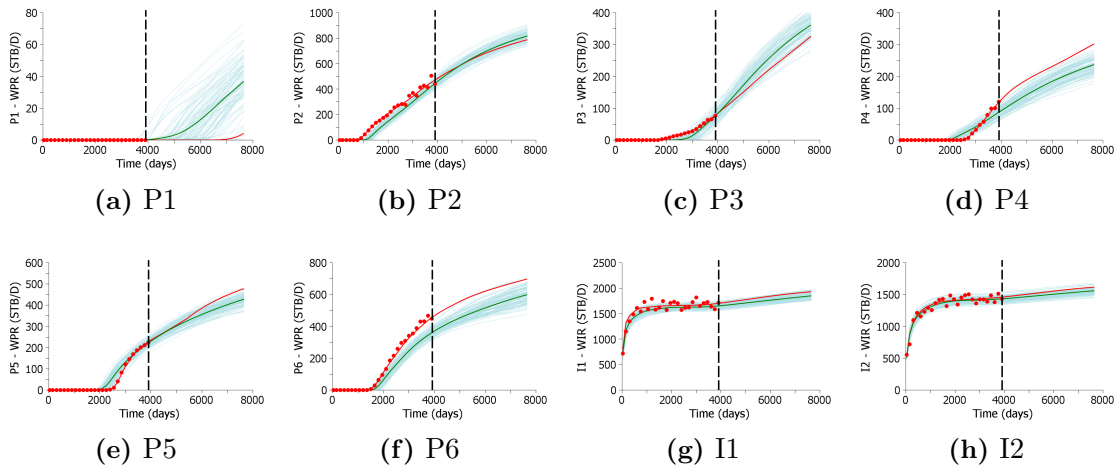 P1 - WPR (STB/D)
80
60
40
20
0
0 2000 4000 6000 8000
Time (days)
(a) P1
P2 - WPR (STB/D)
1000
800
600
400
200
0
0 2000 4000 6000 8000
Time (days)
(b) P2
P3 - WPR (STB/D)
400
300
200
100
0
0 2000 4000 6000 8000
Time (days)
(c) P3
P4 - WPR (STB/D)
400
300
200
100
0
0 2000 4000 6000 8000
Time (days)
(d) P4
P5 - WPR (STB/D)
600
500
400
300
200
100
0
0 2000 4000 6000 8000
Time (days)
(e) P5
P6 - WPR (STB/D)
800
600
400
200
0
0 2000 4000 6000 8000
Time (days)
(f) P6
I1 - WIR (STB/D)
2500
2000
1500
1000
500
0
0 2000 4000 6000 8000
Time (days)
(g) I1
I2 - WIR (STB/D)
2000
1500
1000
500
0
0 2000 4000 6000 8000
Time (days)
(h) I2